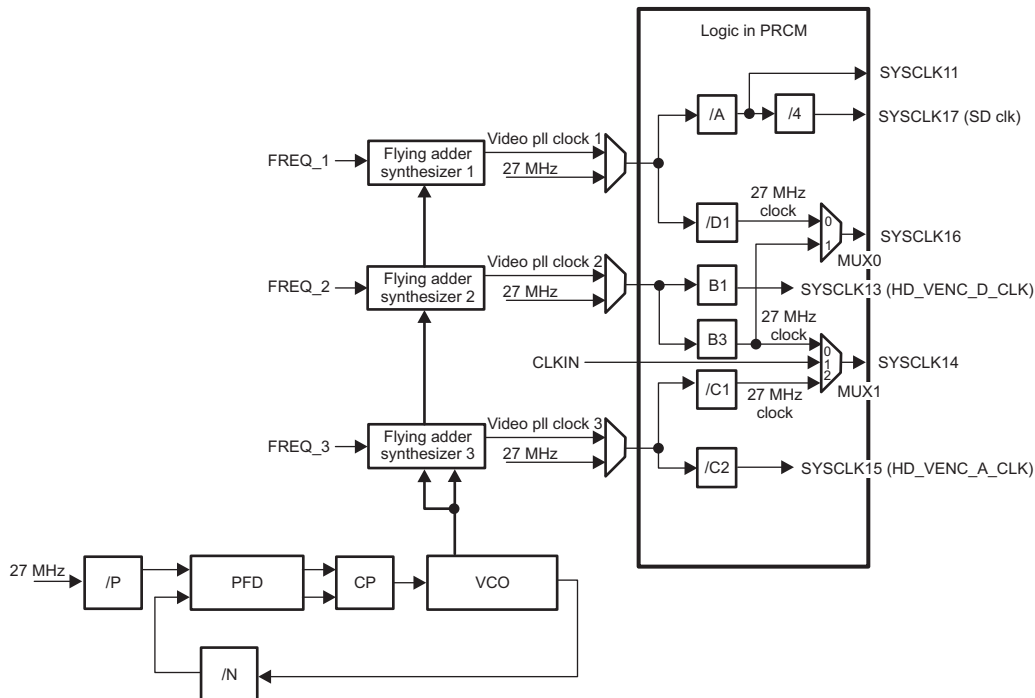 Logic in PRCM
SYSCLK11
/A
/4
SYSCLK17 (SD clk)
Video pll clock 1
FREQ_1
Flying adder
synthesizer 1
27 MHz
27 MHz
clock
/D1
0
1
SYSCLK16
MUX0
Video pll clock 2
FREQ_2
Flying adder
synthesizer 2
27 MHz
B1
SYSCLK13 (HD_VENC_D_CLK)
27 MHz
clock
B3
CLKIN
0
1
2
SYSCLK14
/C1
MUX1
27 MHz
clock
Video pll clock 3
FREQ_3
Flying adder
synthesizer 3
27 MHz
/C2
SYSCLK15 (HD_VENC_A_CLK)
27 MHz
/P
PFD
CP
VCO
/N